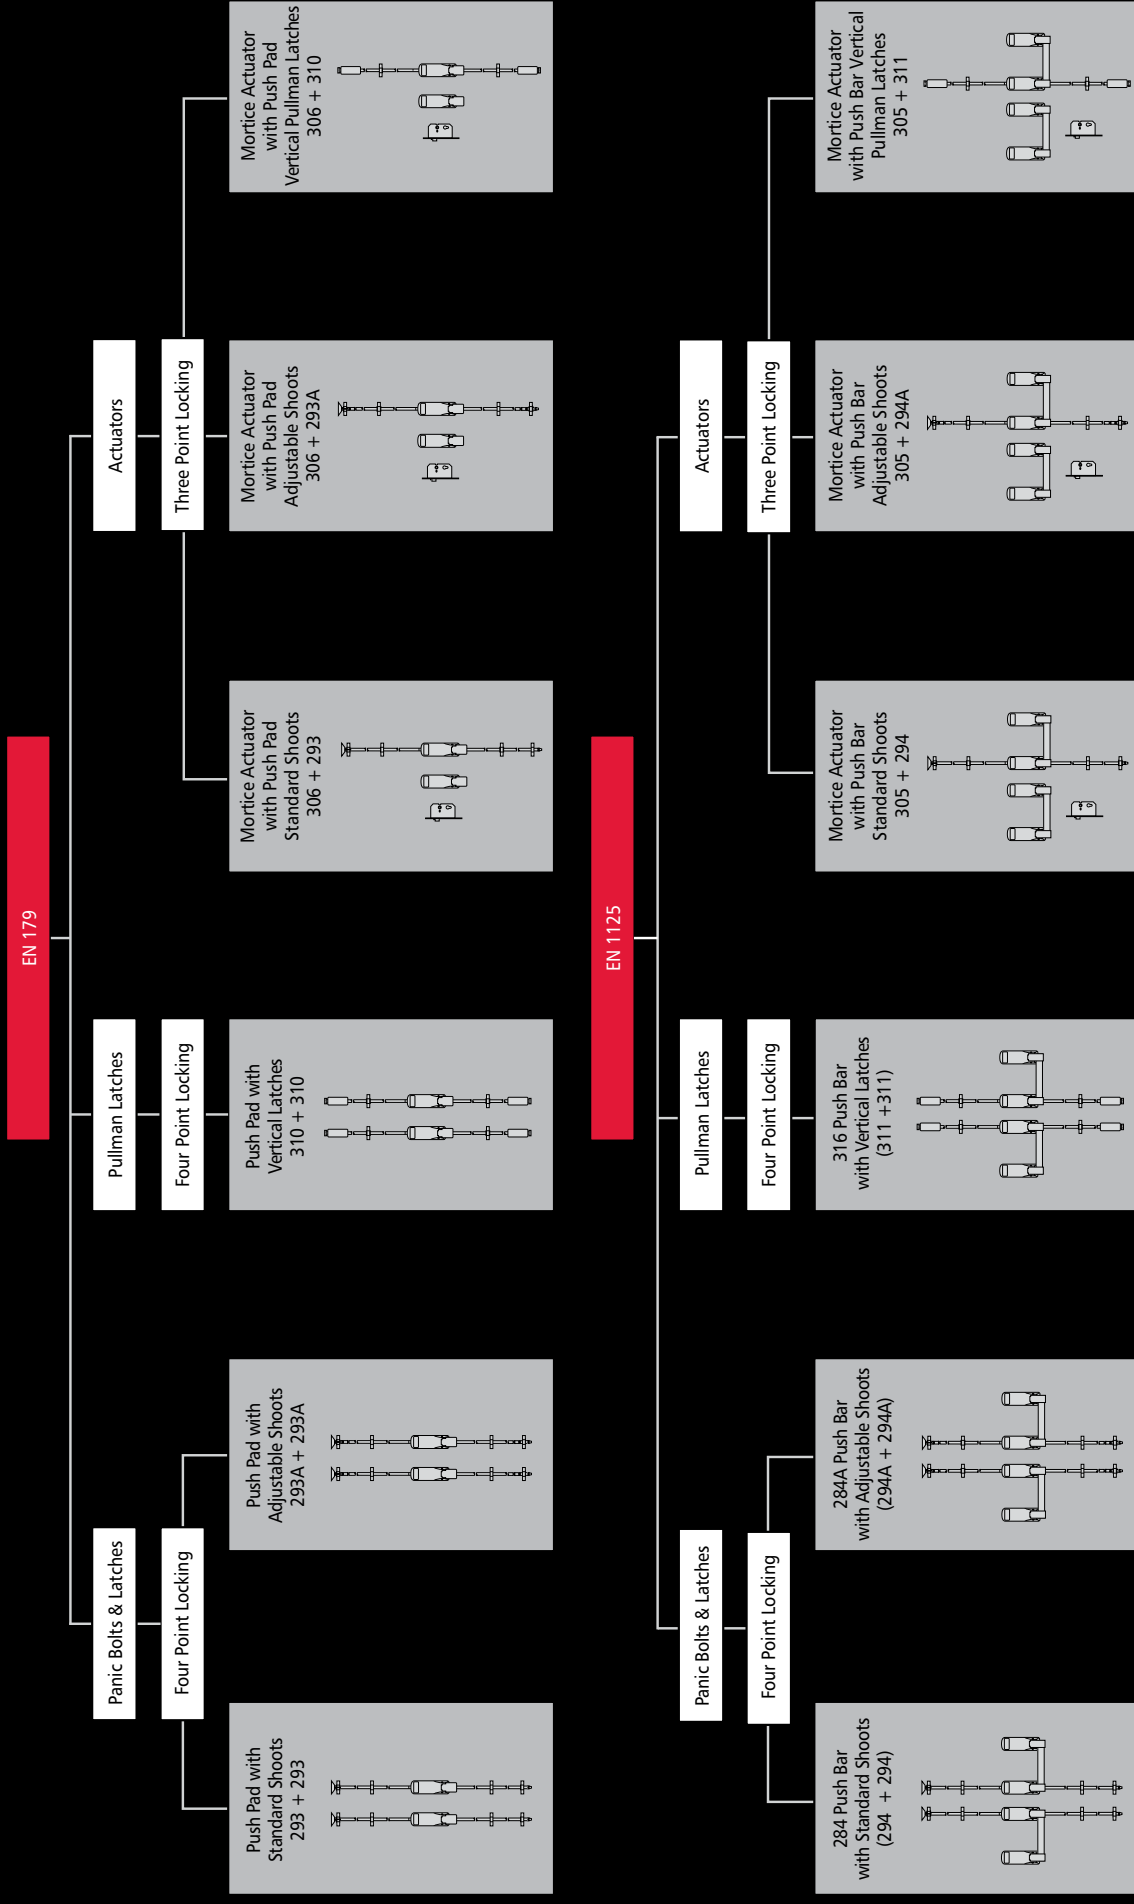 EN 179
Panic Bolts & Latches
Four Point Locking
Push Pad with
Standard Shoots
293 + 293
Push Pad with
Adjustable Shoots
293A + 293A
Pullman Latches
Four Point Locking
Push Pad with
Vertical Latches
310 + 310
Actuators
Three Point Locking
Mortice Actuator
with Push Pad
Standard Shoots
306 + 293
Mortice Actuator
with Push Pad
Adjustable Shoots
306 + 293A
Mortice Actuator
with Push Pad
Vertical Pullman Latches
306 + 310
EN 1125
Panic Bolts & Latches
Four Point Locking
284 Push Bar
with Standard Shoots
(294 + 294)
284A Push Bar
with Adjustable Shoots
(294A + 294A)
Pullman Latches
Four Point Locking
316 Push Bar
with Vertical Latches
(311 +311)
Actuators
Three Point Locking
Mortice Actuator
with Push Bar
Standard Shoots
305 + 294
Mortice Actuator
with Push Bar
Adjustable Shoots
305 + 294A
Mortice Actuator
with Push Bar Vertical
Pullman Latches
305 + 311